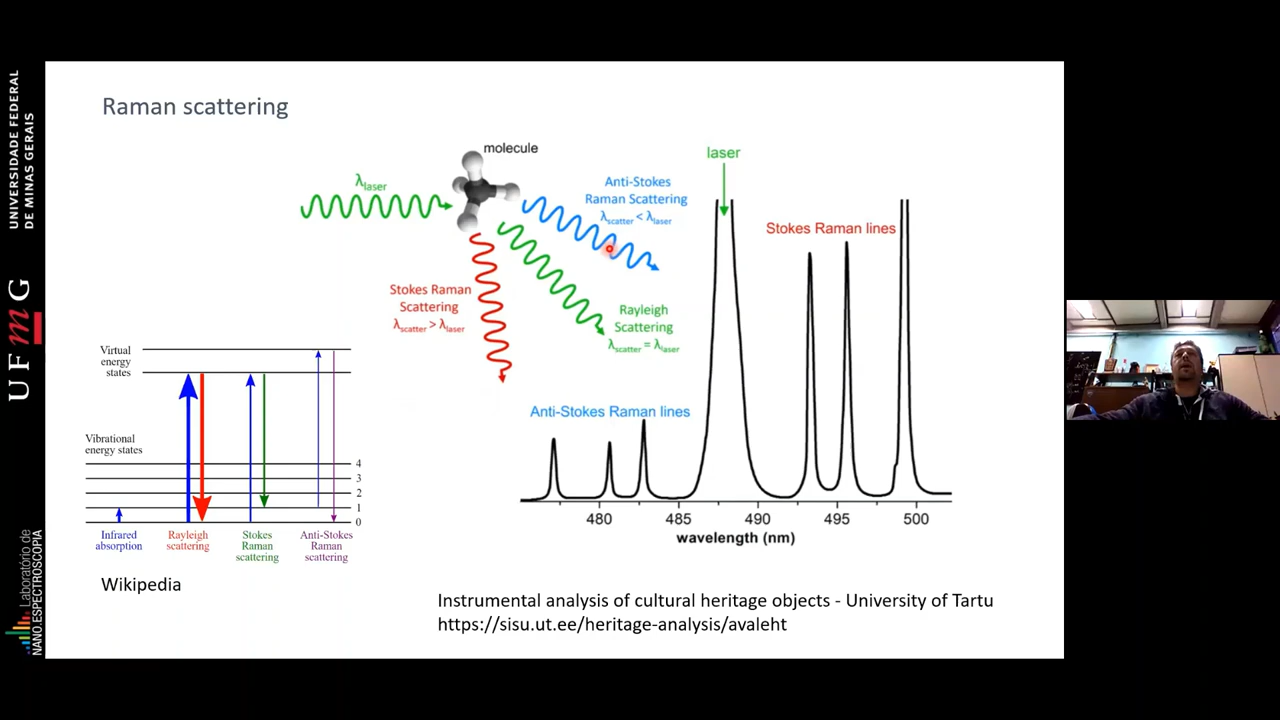 UNIVERSIDADE FEDERAL
DE MINAS GERAIS
UFmG
Laboratório de
NANO.ESPECTROSCOPIA
Raman scattering
molecule
λlaser
Anti-Stokes
Raman Scattering
λscatter < λlaser
Stokes Raman
Scattering
λscatter > λlaser
Rayleigh
Scattering
λscatter = λlaser
laser
Stokes Raman lines
Anti-Stokes Raman lines
480 485 490 495 500
wavelength (nm)
Virtual
energy
states
Vibrational
energy states
4
3
2
1
0
Infrared
absorption
Rayleigh
scattering
Stokes
Raman
scattering
Anti-Stokes
Raman
scattering
Wikipedia
Instrumental analysis of cultural heritage objects - University of Tartu
https://sisu.ut.ee/heritage-analysis/avaleht